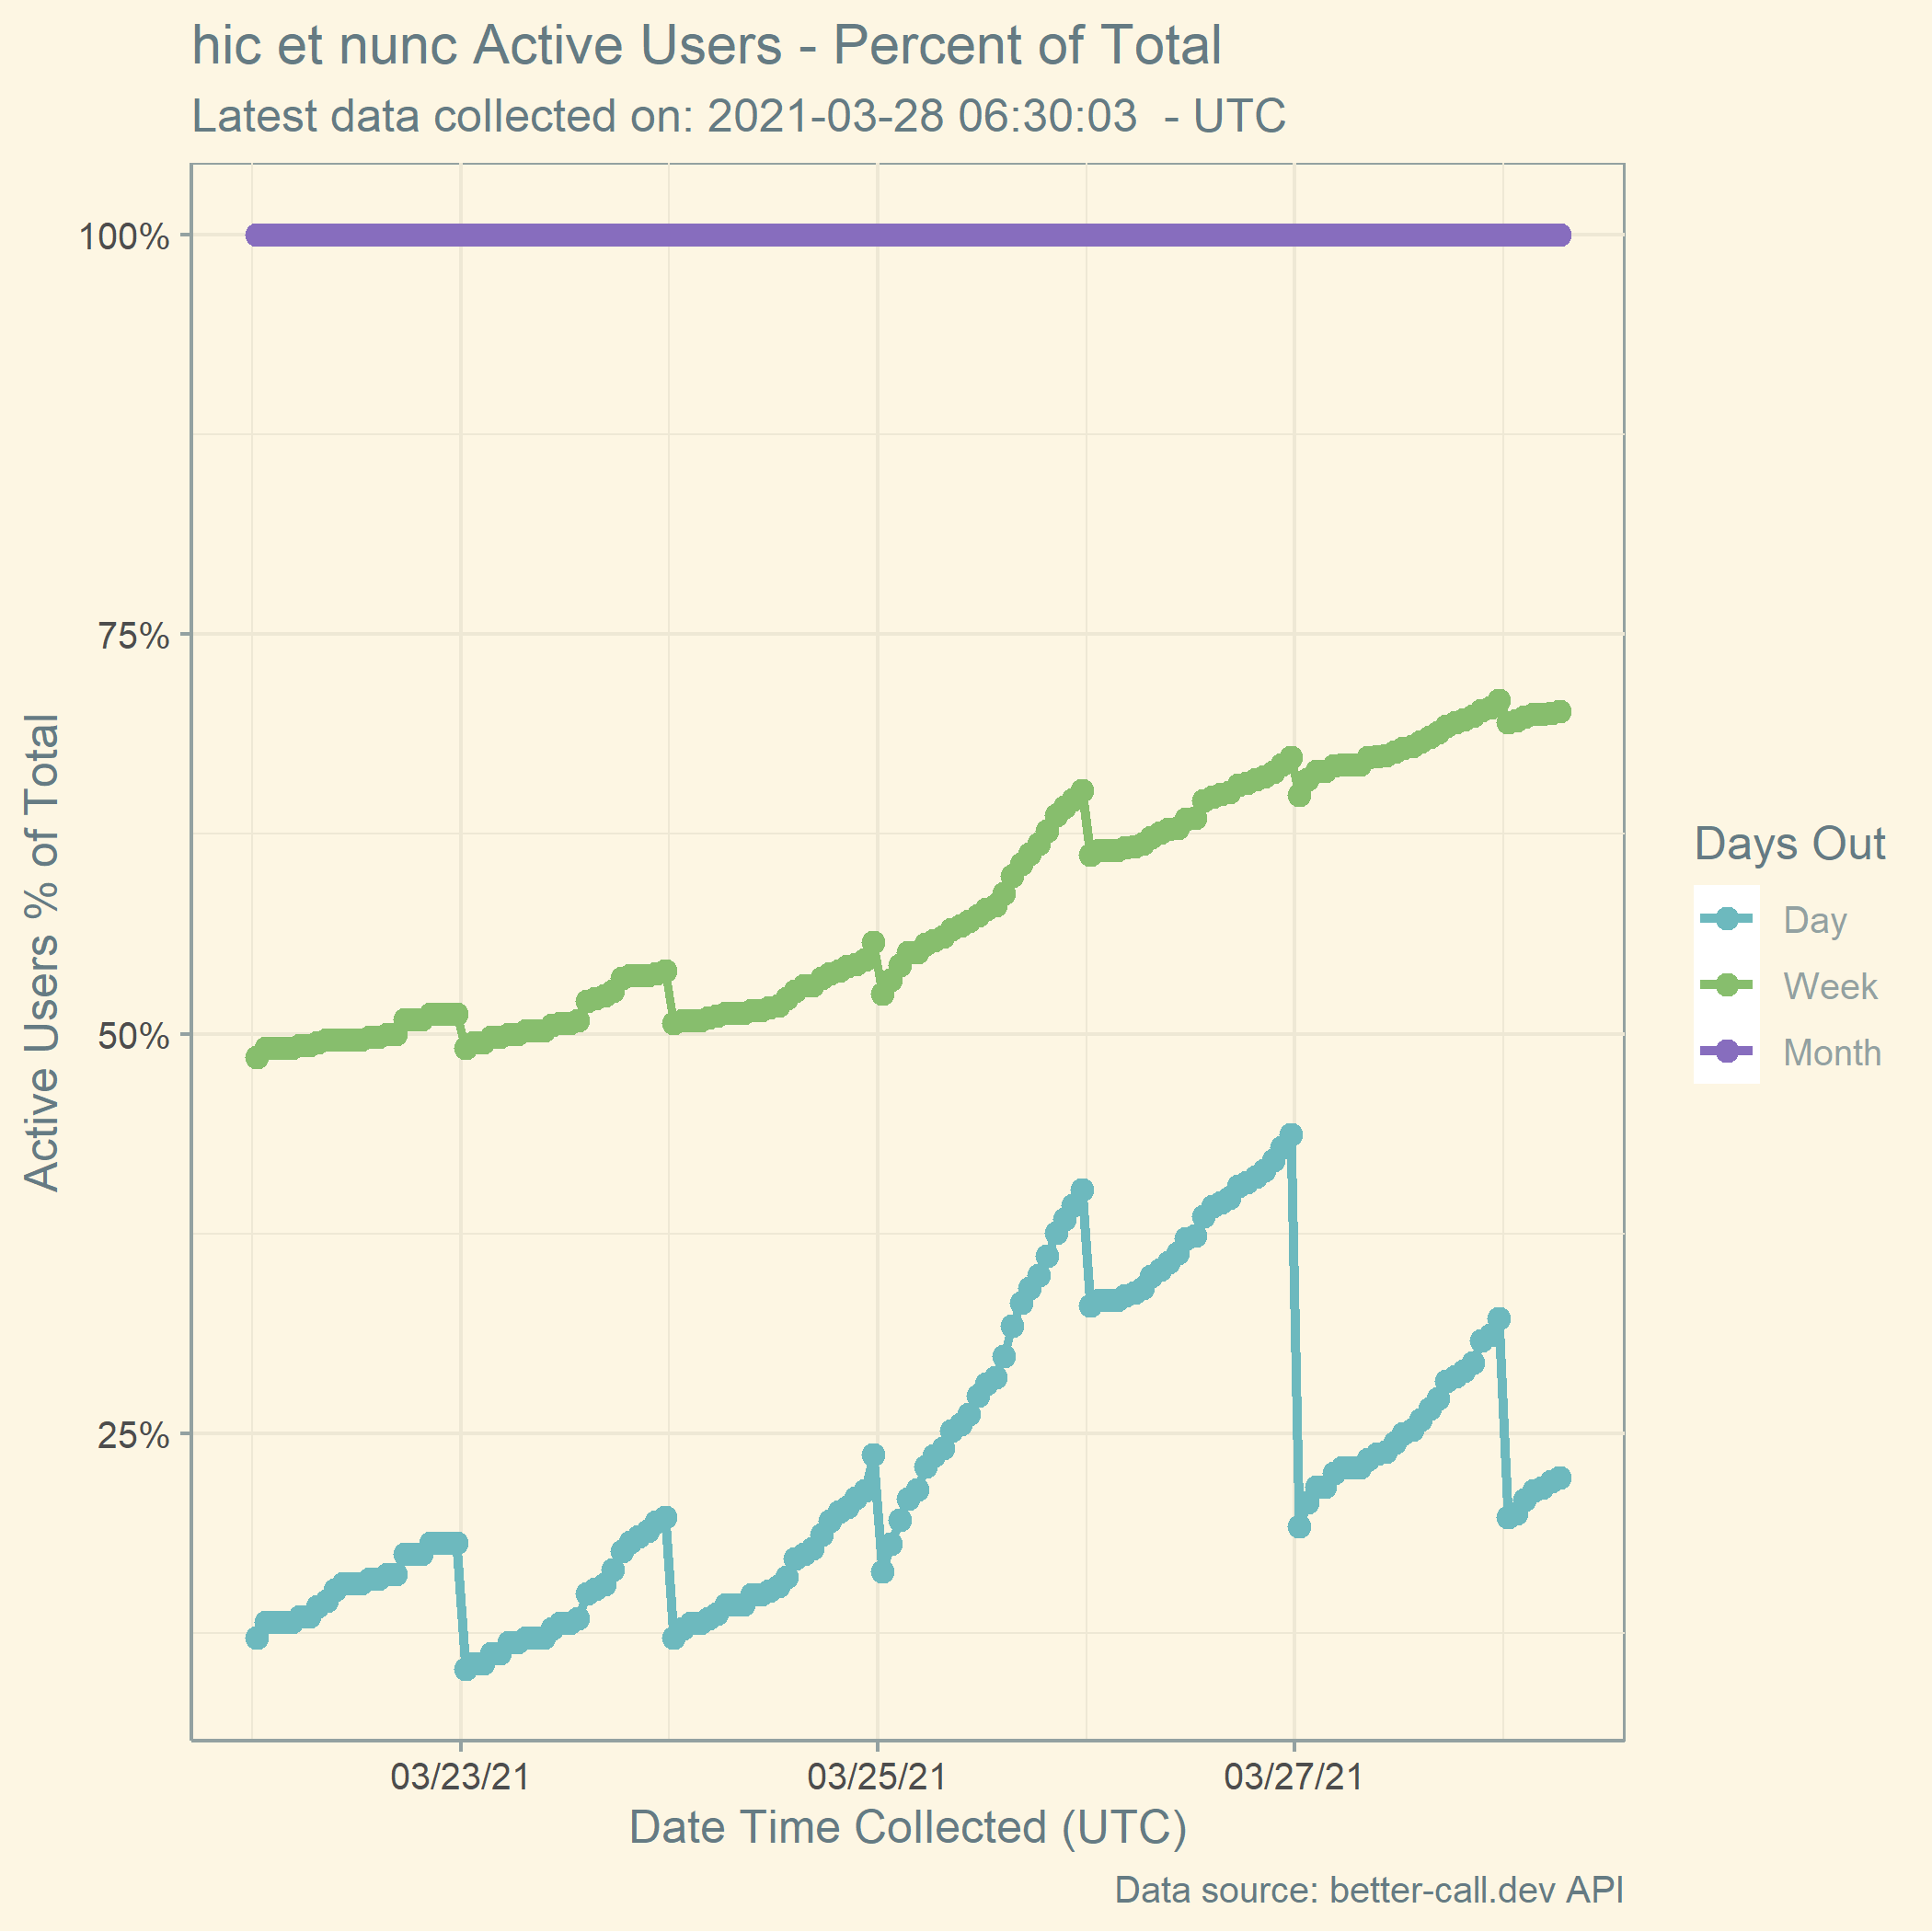 hic et nunc Active Users - Percent of Total
Latest data collected on: 2021-03-28 06:30:03  - UTC
100%
75%
50%
25%
Active Users % of Total
03/23/21
03/25/21
03/27/21
Date Time Collected (UTC)
Days Out
Day
Week
Month
Data source: better-call.dev API